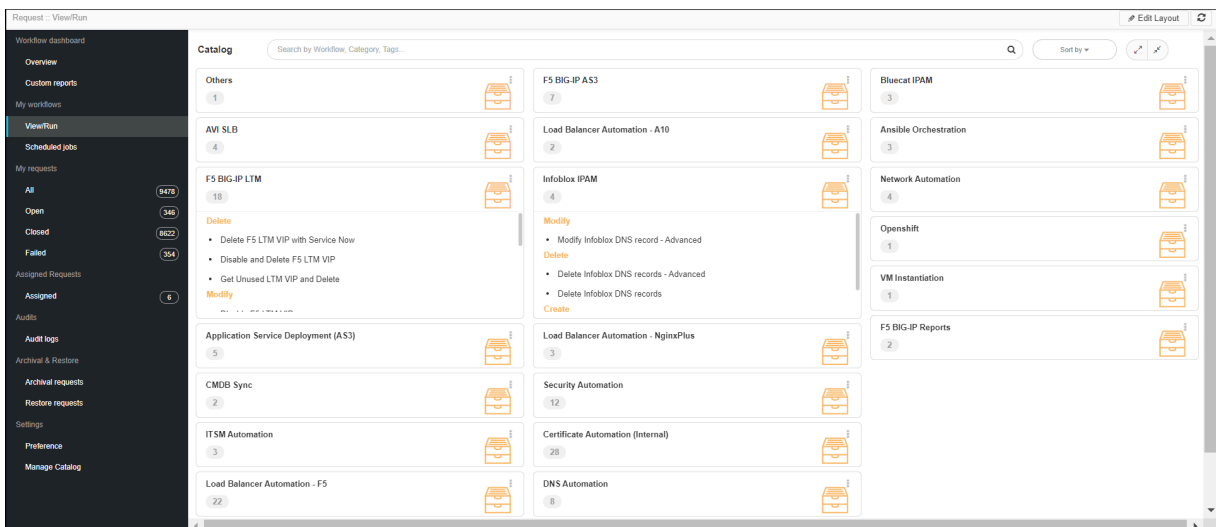 Request :: View/Run
Edit Layout
Workflow dashboard
Overview
Custom reports
My workflows
View/Run
Scheduled jobs
My requests
All 9478
Open 346
Closed 8622
Failed 354
Assigned Requests
Assigned 6
Audits
Audit logs
Archival & Restore
Archival requests
Restore requests
Settings
Preference
Manage Catalog
Catalog
Search by Workflow, Category, Tags...
Sort by
Others
1
AVI SLB
4
F5 BIG-IP LTM
18
Delete
• Delete F5 LTM VIP with Service Now
• Disable and Delete F5 LTM VIP
• Get Unused LTM VIP and Delete
Modify
Application Service Deployment (AS3)
5
CMDB Sync
2
ITSM Automation
3
Load Balancer Automation - F5
22
F5 BIG-IP AS3
7
Load Balancer Automation - A10
2
Infoblox IPAM
4
Modify
• Modify Infoblox DNS record - Advanced
Delete
• Delete Infoblox DNS records - Advanced
• Delete Infoblox DNS records
Create
Load Balancer Automation - NginxPlus
3
Security Automation
12
Certificate Automation (Internal)
28
DNS Automation
8
Bluecat IPAM
3
Ansible Orchestration
3
Network Automation
4
Openshift
1
VM Instantiation
1
F5 BIG-IP Reports
2